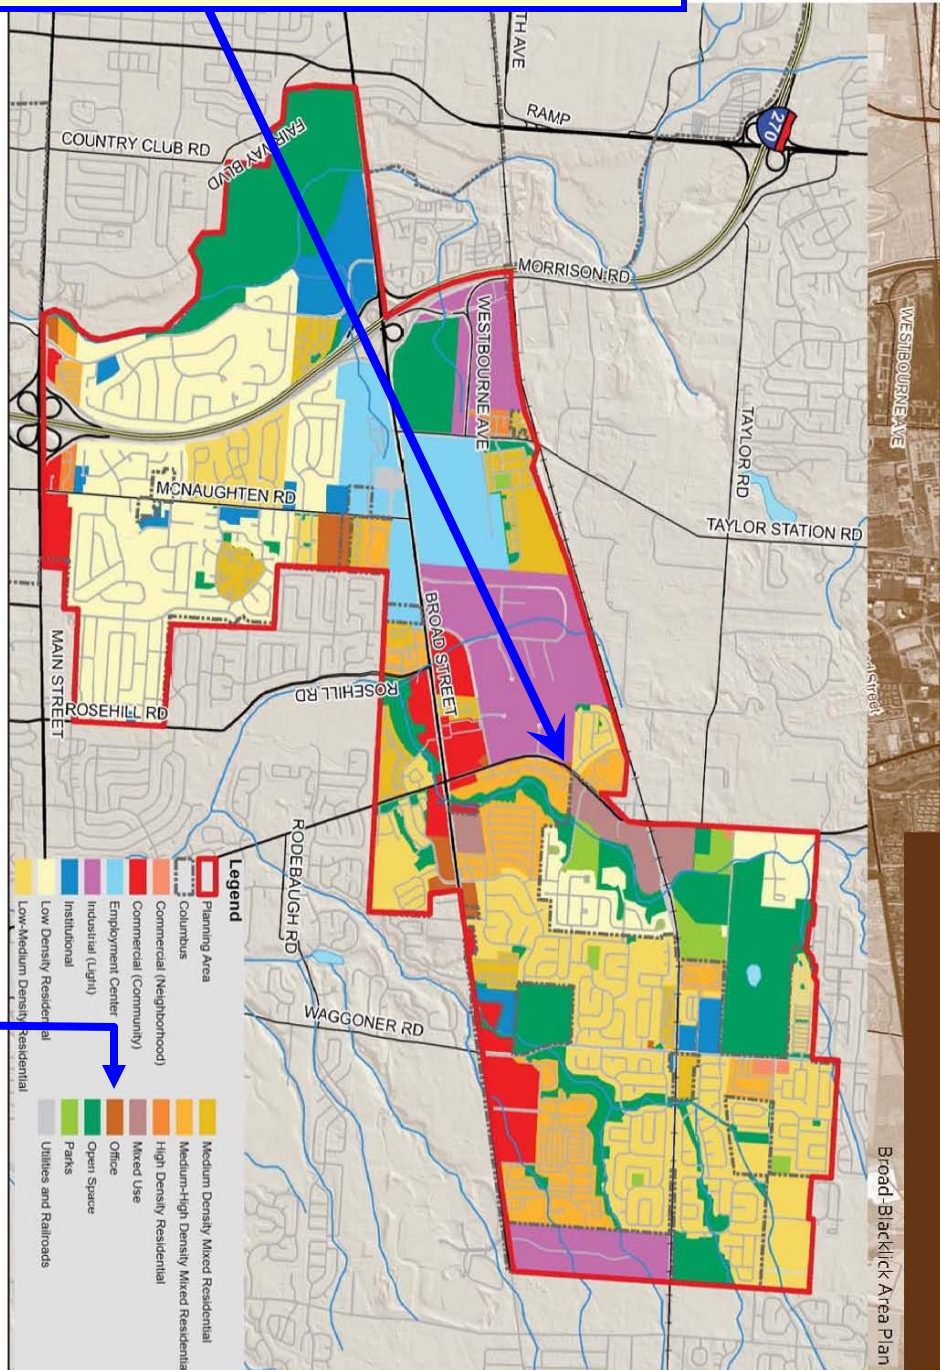 TH AVE
RAMP
270
COUNTRY CLUB RD
FAIRWAY BLVD
MORRISON RD
WESTBOURNE AVE
WESTBOURNE AVE
TAYLOR RD
MCNAUGHTEN RD
TAYLOR STATION RD
BROAD STREET
MAIN STREET
ROSEHILL RD
ROSEHILL RD
Street
RODEBAUGH RD
WAGGONER RD
Legend
Planning Area
Columbus
Commercial (Neighborhood)
Commercial (Community)
Employment Center
Industrial (Light)
Institutional
Low Density Residential
Low-Medium Density Residential
Medium Density Mixed Residential
Medium-High Density Mixed Residentia
High Density Residential
Mixed Use
Office
Open Space
Parks
Utilities and Railroads
Broad-Blacklick Area Plan